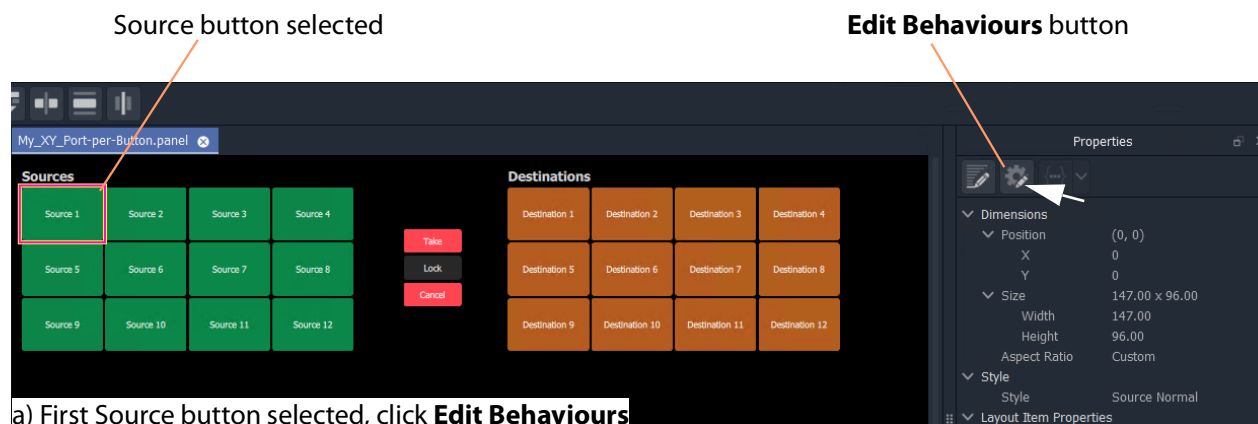 Source button selected
Edit Behaviours button
My_XY_Port-per-Button.panel
Properties
Sources
Destinations
Source 1 Source 2 Source 3 Source 4
Destination 1 Destination 2 Destination 3 Destination 4
Dimensions
Position (0, 0)
Take
X 0
Source 5 Source 6 Source 7 Source 8
Lock
Destination 5 Destination 6 Destination 7 Destination 8
Y 0
Cancel
Size 147.00 x 96.00
Width 147.00
Source 9 Source 10 Source 11 Source 12
Destination 9 Destination 10 Destination 11 Destination 12
Height 96.00
Aspect Ratio Custom
Style
Style Source Normal
a) First Source button selected, click Edit Behaviours
Layout Item Properties